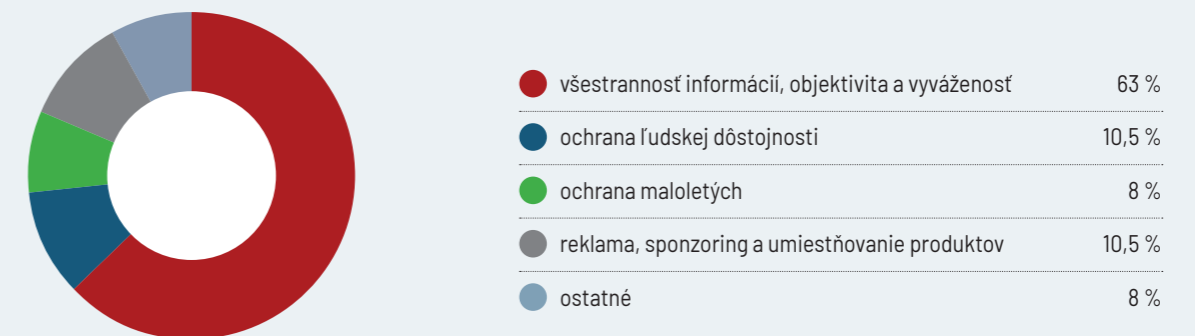 všestrannosť informácií, objektivita a vyváženosť 63 %
ochrana ľudskej dôstojnosti 10,5 %
ochrana maloletých 8 %
reklama, sponzoring a umiestňovanie produktov 10,5 %
ostatné 8 %